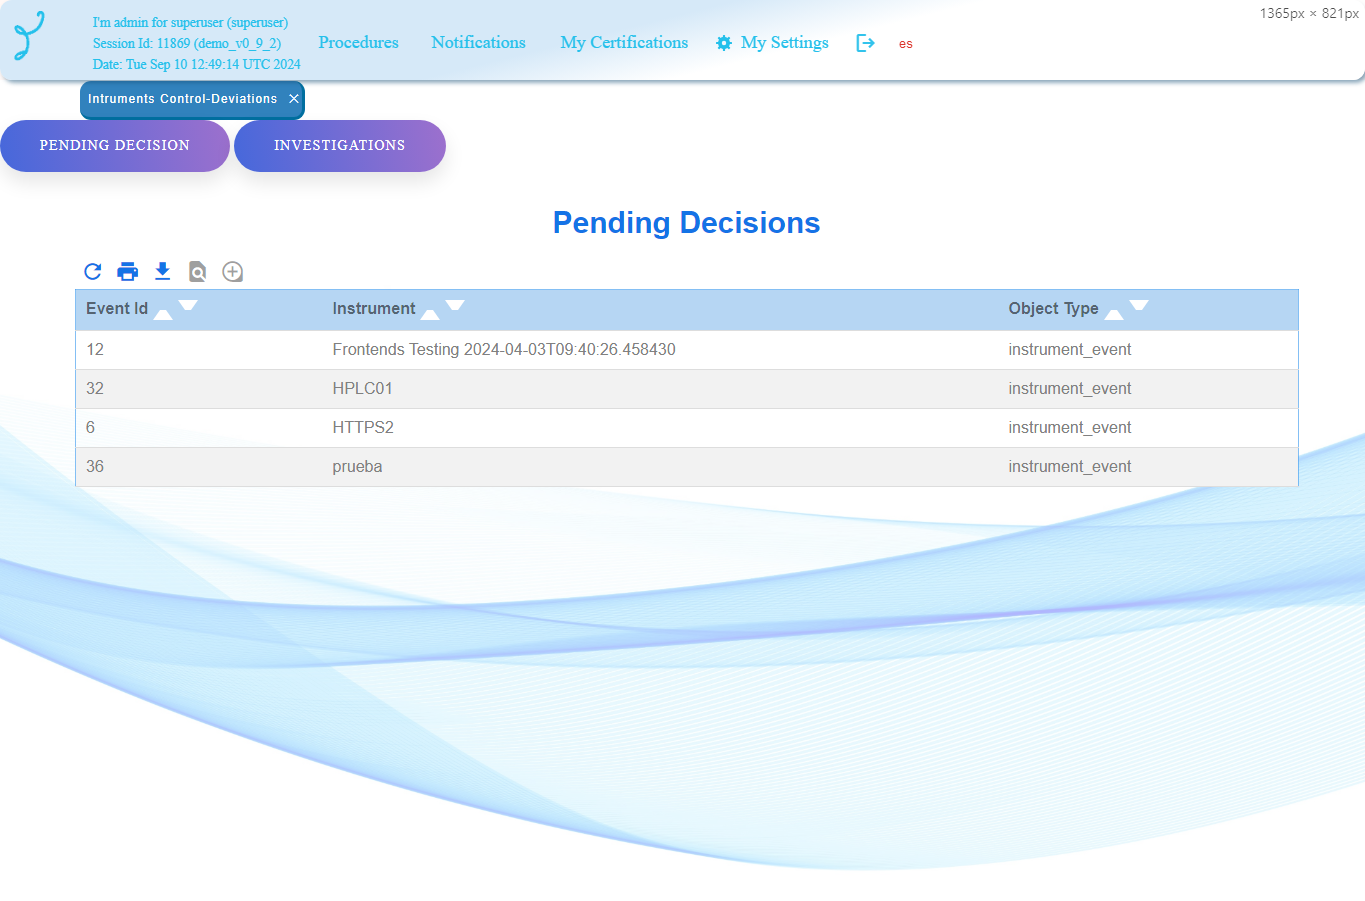 1365px × 821px
I'm admin for superuser (superuser)
Session Id: 11869 (demo_v0_9_2)
Date: Tue Sep 10 12:49:14 UTC 2024
Procedures Notifications My Certifications My Settings es
Intruments Control-Deviations ×
PENDING DECISION INVESTIGATIONS
Pending Decisions
Event Id Instrument Object Type
12 Frontends Testing 2024-04-03T09:40:26.458430 instrument_event
32 HPLC01 instrument_event
6 HTTPS2 instrument_event
36 prueba instrument_event